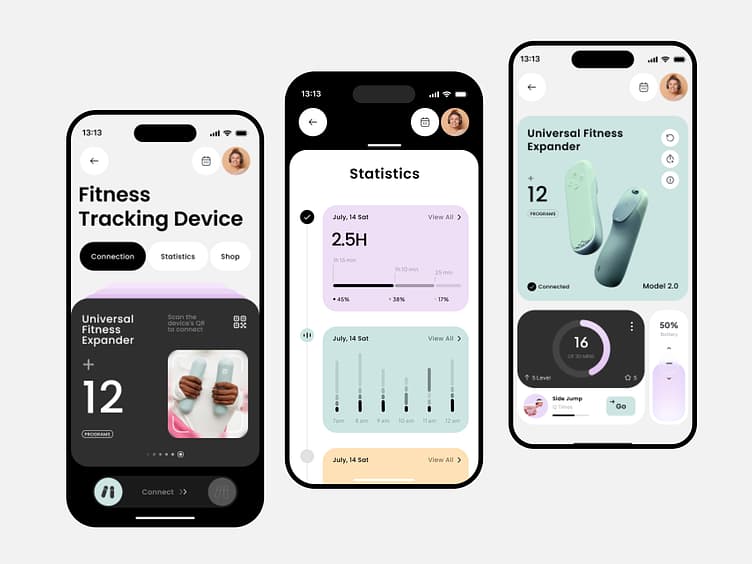 13:13
Fitness
Tracking Device
Connection
Statistics
Shop
Universal
Fitness
Expander
Scan the
device's QR
to connect
+
12
PROGRAMS
Connect
13:13
Statistics
July, 14 Sat
View All
2.5H
1h 15 min
1h 10 min
25 min
45%
38%
17%
July, 14 Sat
View All
7am
8 am
9 am
10 am
11 am
12 am
July, 14 Sat
View All
13:13
Universal Fitness
Expander
+
12
PROGRAMS
Connected
Model 2.0
16
OF 30 MINS
5 Level
5
50%
Battery
Side Jump
12 Times
Go